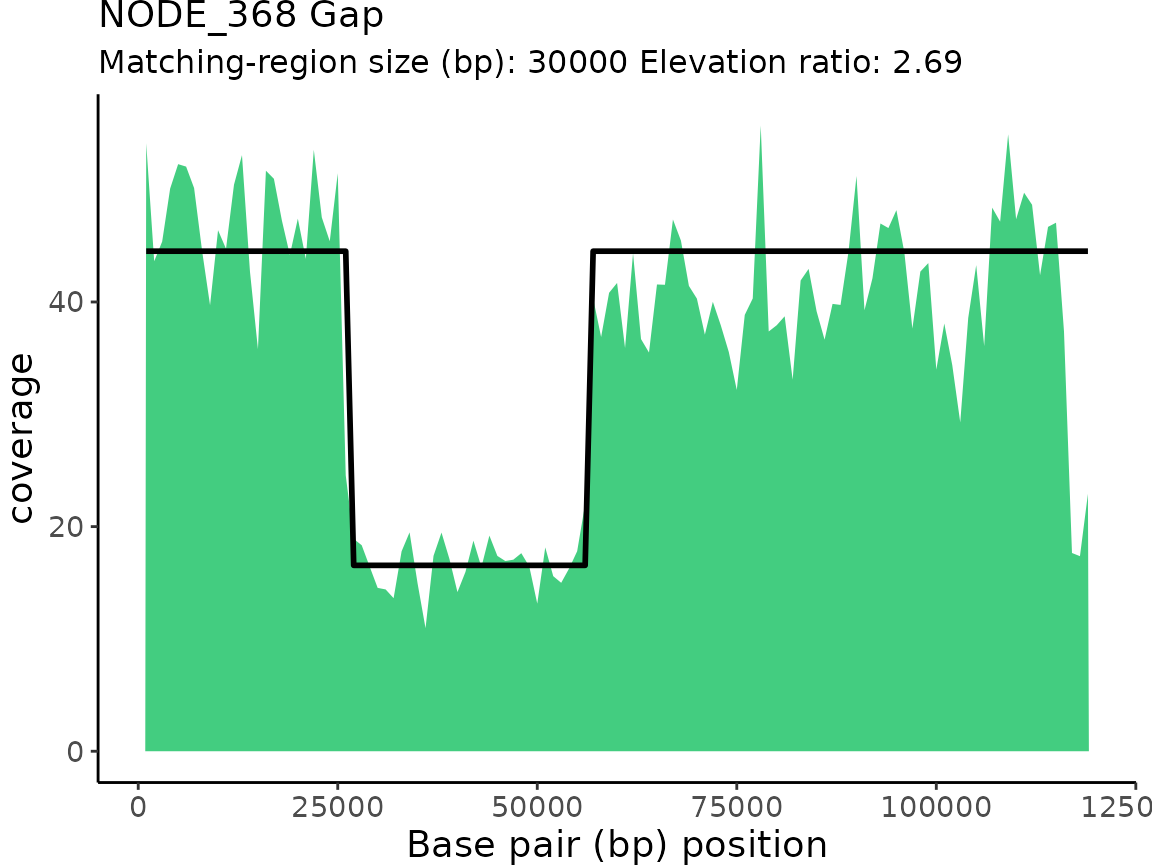 NODE_368 Gap
Matching-region size (bp): 30000 Elevation ratio: 2.69
coverage
40
20
0
0 25000 50000 75000 100000 1250
Base pair (bp) position